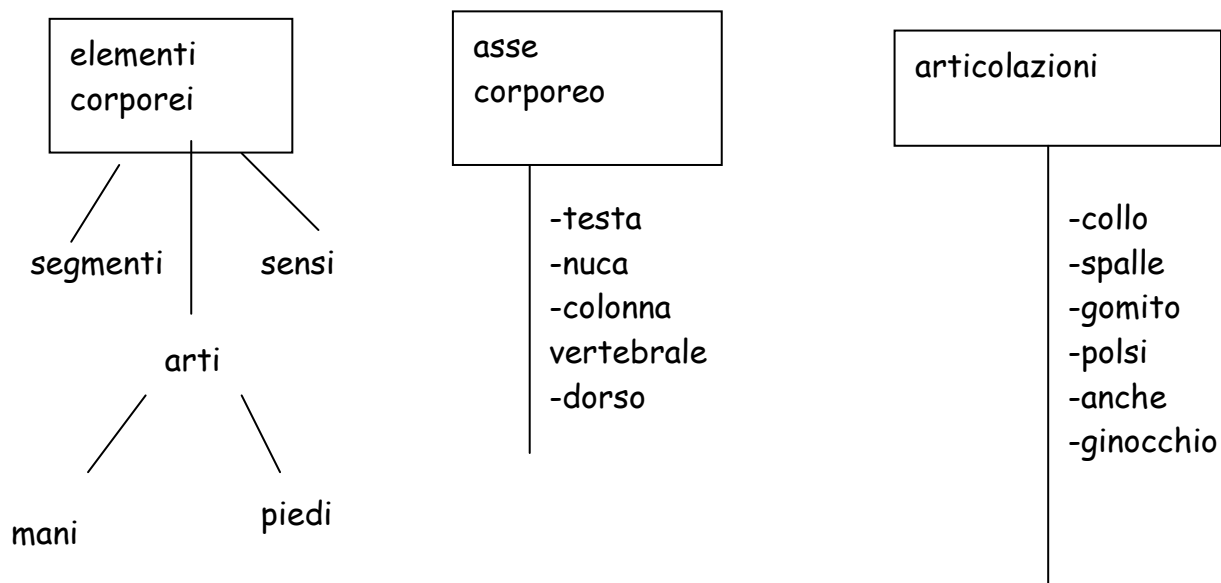 elementi
corporei
segmenti
sensi
arti
mani
piedi
asse
corporeo
-testa
-nuca
-colonna
vertebrale
-dorso
articolazioni
-collo
-spalle
-gomito
-polsi
-anche
-ginocchio